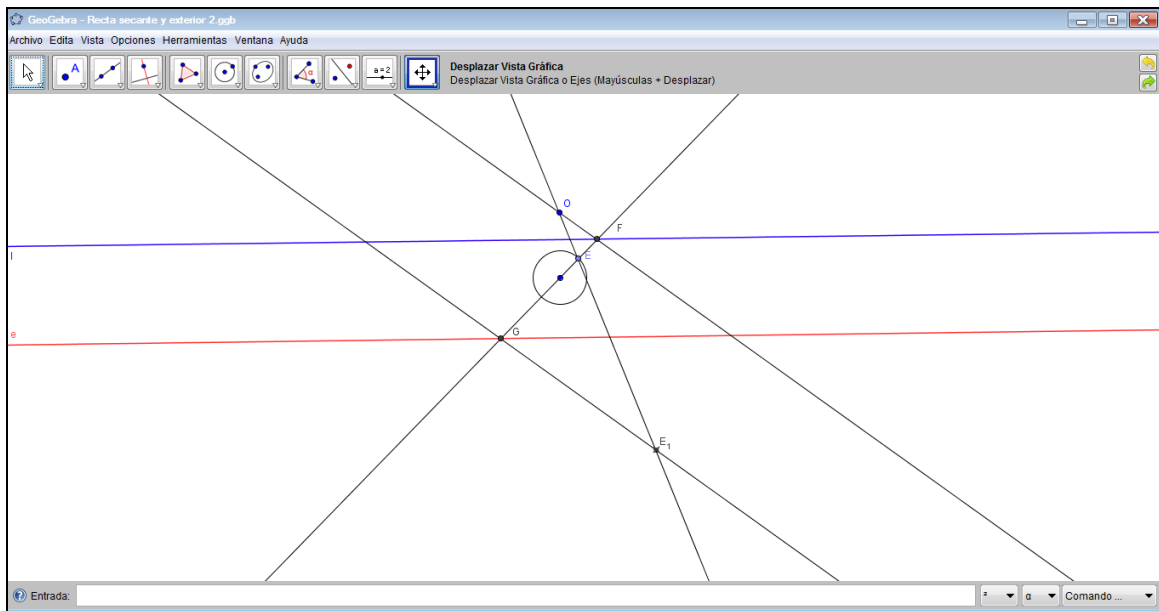 GeoGebra - Recta secante y exterior 2.ggb
Archivo Edita Vista Opciones Herramientas Ventana Ayuda
A
α
a=2
Desplazar Vista Gráfica
Desplazar Vista Gráfica o Ejes (Mayúsculas + Desplazar)
O
F
l
E
e
G
E₁
Entrada:
² α Comando ...